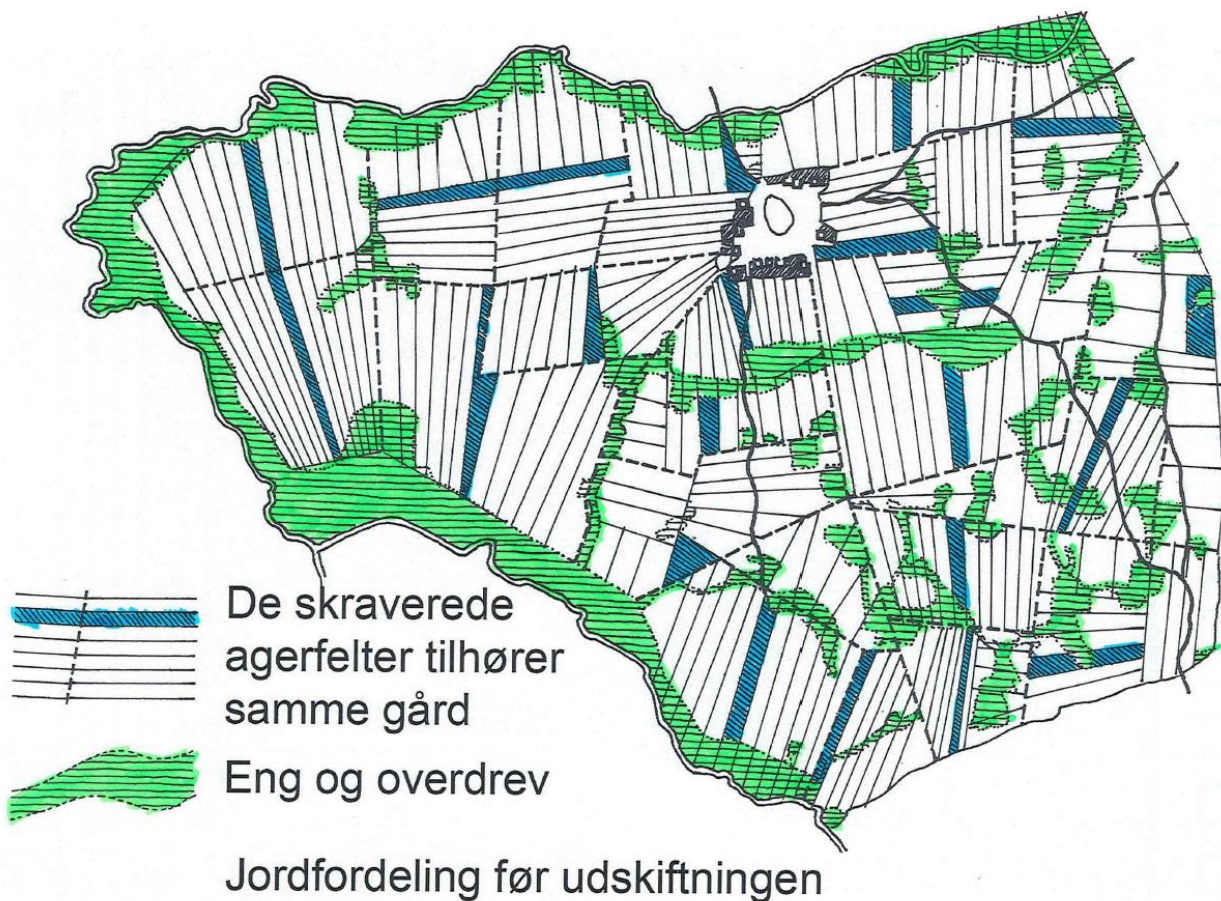 De skraverede
agerfelter tilhører
samme gård
Eng og overdrev
Jordfordeling før udskiftningen